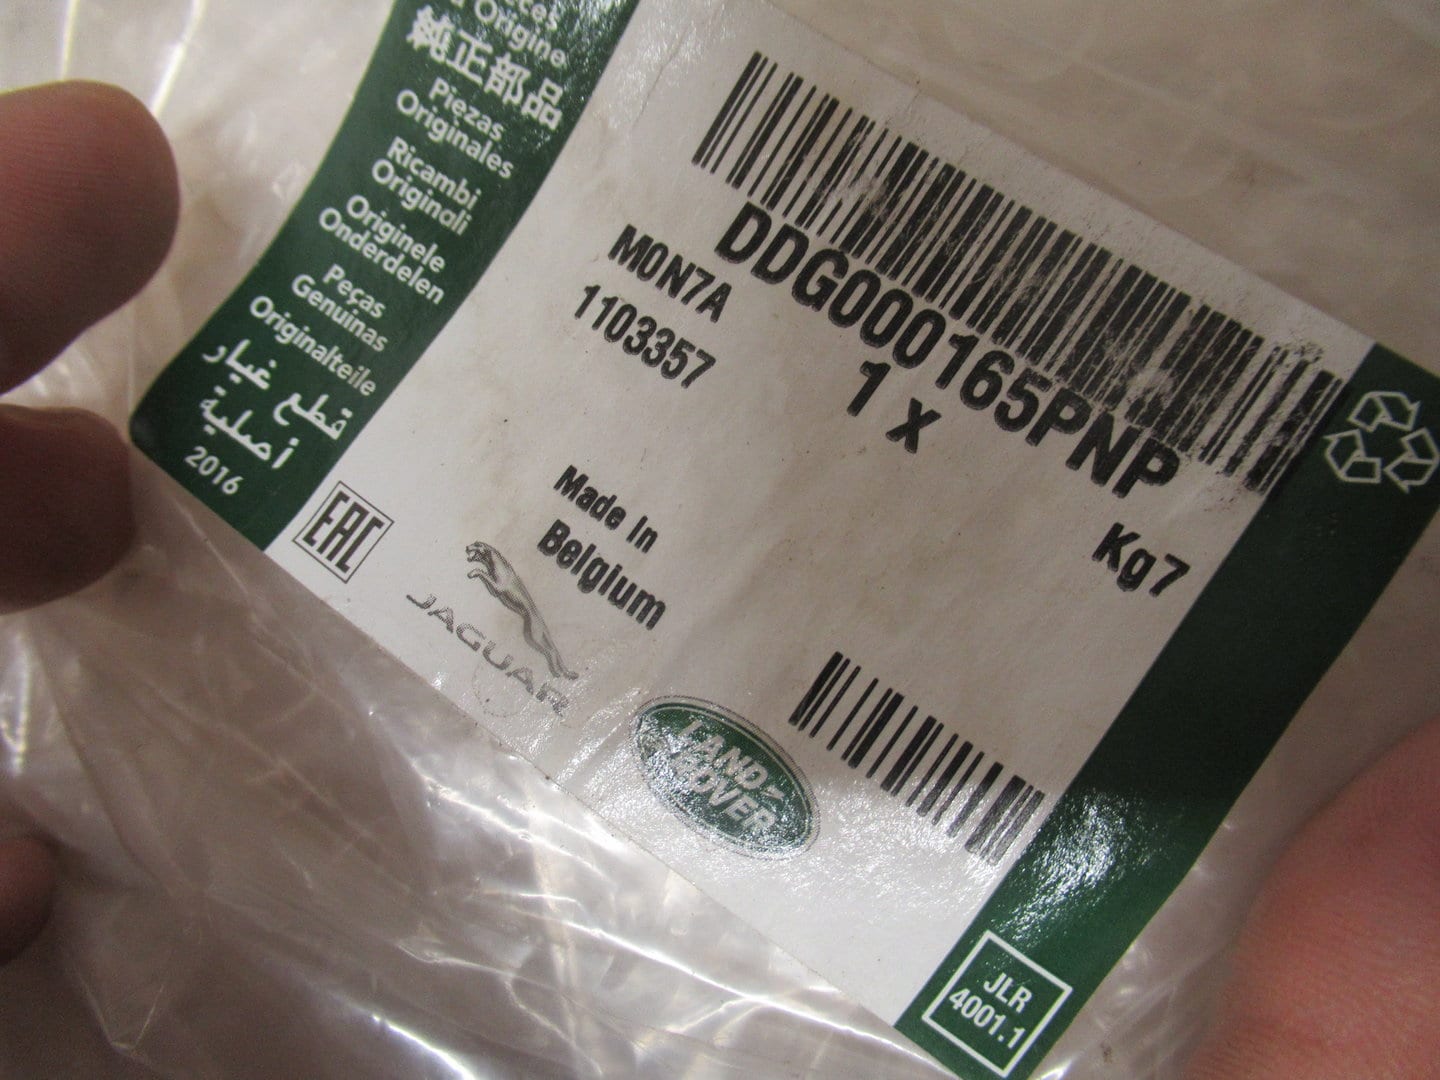 d'Origine
純正部品
Piezas
Originales
Ricambi
Originali
Originele
Onderdelen
Peças
Genuinas
Originalteile
قطع غيار
أصلية
2016
DDG000165PNP
MON7A
1 x
1103357
Kg7
Made In
Belgium
EAC
JAGUAR
LAND-
ROVER
JLR
4001.1